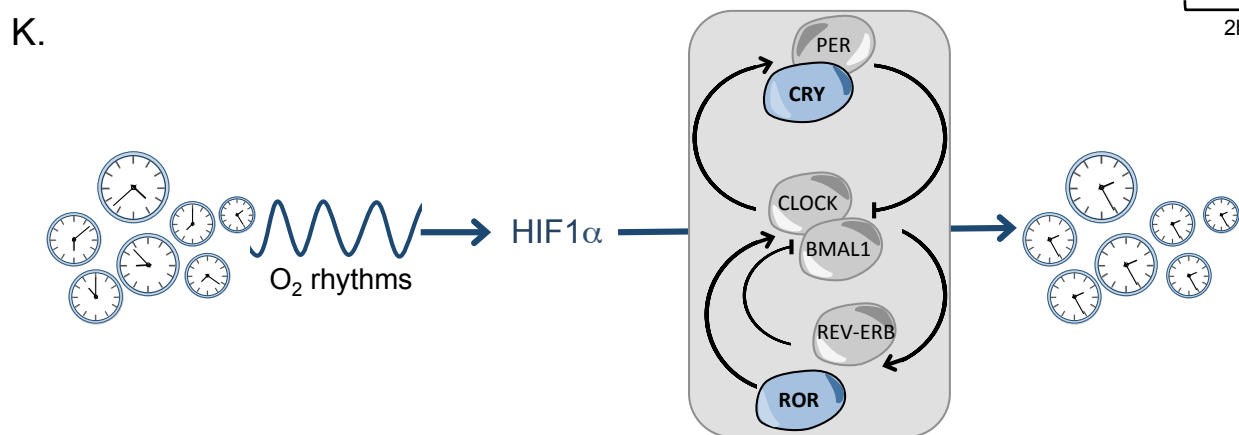 K.
PER
CRY
CLOCK
BMAL1
REV-ERB
ROR
O₂ rhythms
HIF1α